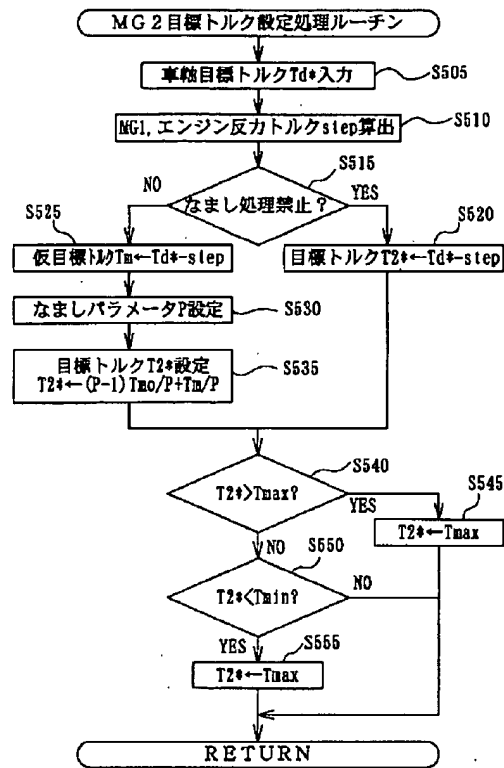 MG2目標トルク設定処理ルーチン
車軸目標トルクTd*入力
S505
MG1,エンジン反力トルクstep算出
S510
S515
なまし処理禁止?
NO
YES
S525
仮目標トルクTm←Td*-step
S520
目標トルクT2*←Td*-step
なましパラメータP設定
S530
目標トルクT2*設定
T2*←(P-1)Tmo/P+Tm/P
S535
S540
T2*>Tmax?
YES
S545
T2*←Tmax
NO
S550
T2*<Tmin?
NO
YES
S555
T2*←Tmax
RETURN